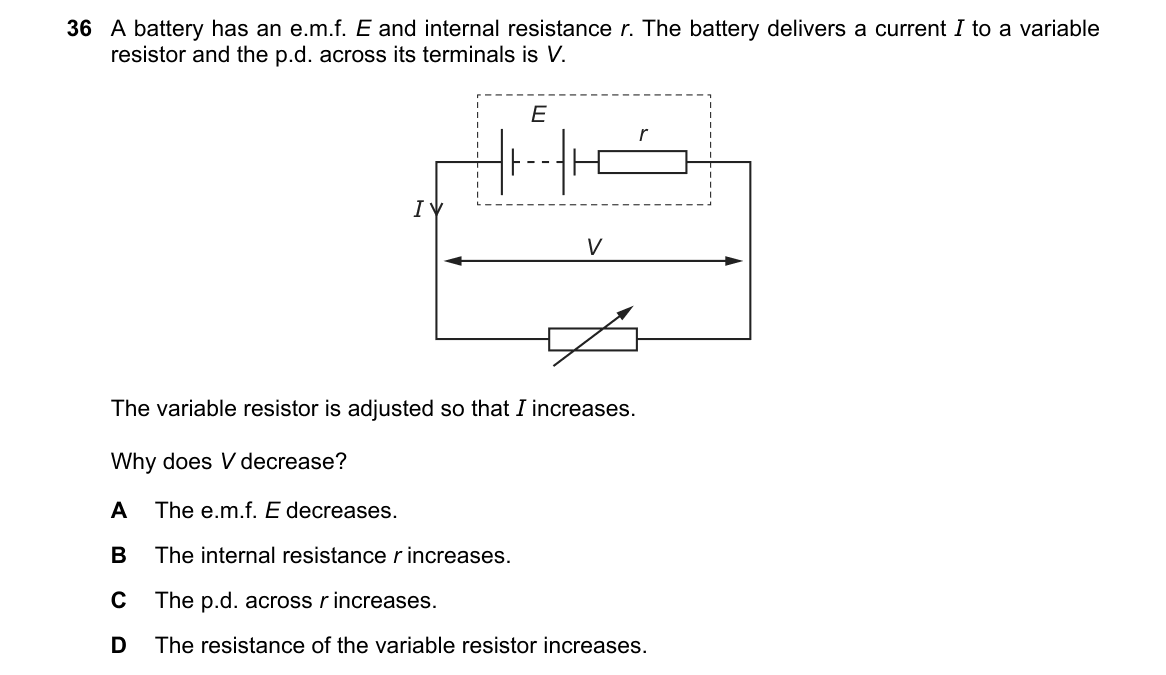 36 A battery has an e.m.f. E and internal resistance r. The battery delivers a current I to a variable
resistor and the p.d. across its terminals is V.
E
r
I
V
The variable resistor is adjusted so that I increases.
Why does V decrease?
A The e.m.f. E decreases.
B The internal resistance r increases.
C The p.d. across r increases.
D The resistance of the variable resistor increases.